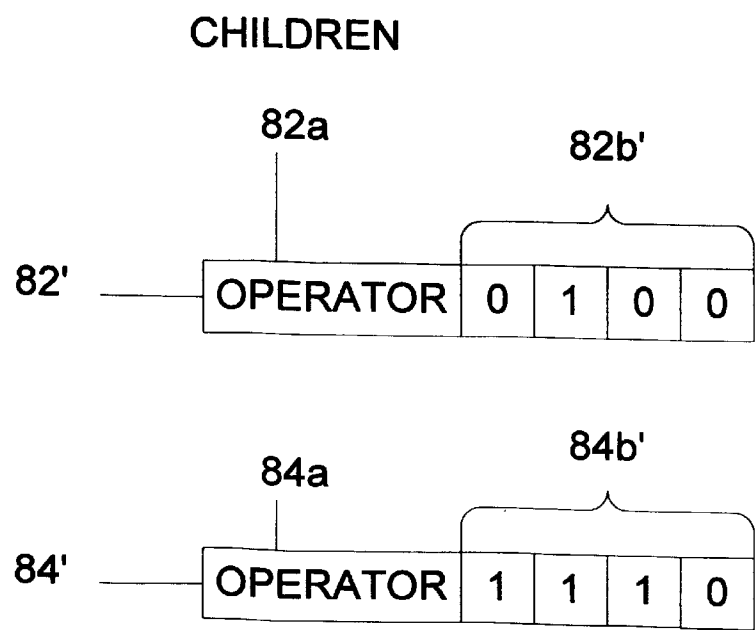 CHILDREN
82a
82b'
82'
OPERATOR 0 1 0 0
84a
84b'
84'
OPERATOR 1 1 1 0